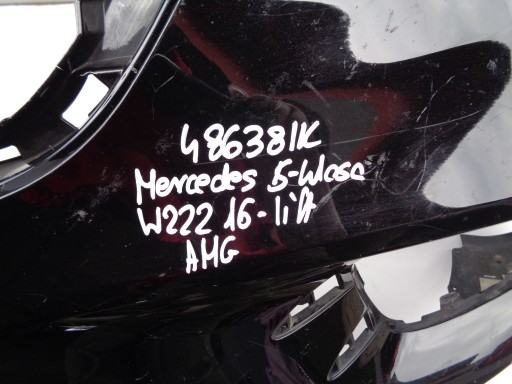 486381K
Mercedes S-klasa
W222 16- lift
AMG